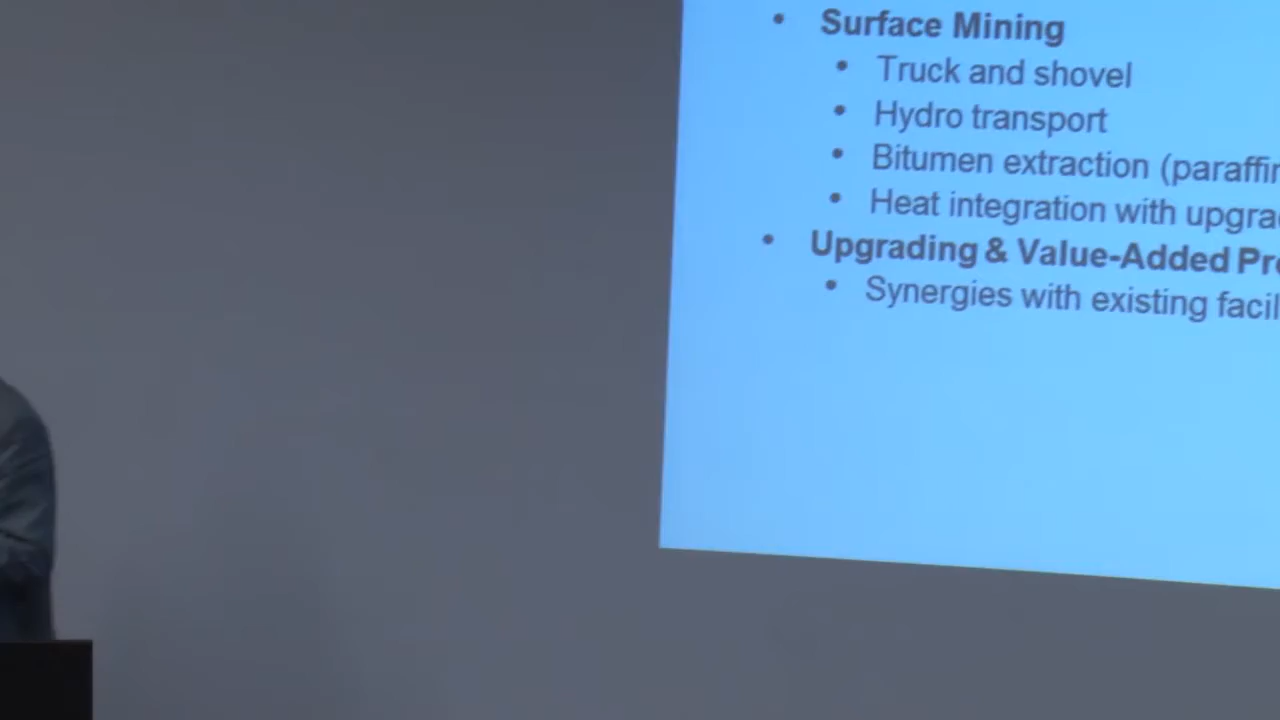 • Surface Mining
• Truck and shovel
• Hydro transport
• Bitumen extraction (paraffin
• Heat integration with upgra
• Upgrading & Value-Added Pr
• Synergies with existing facil